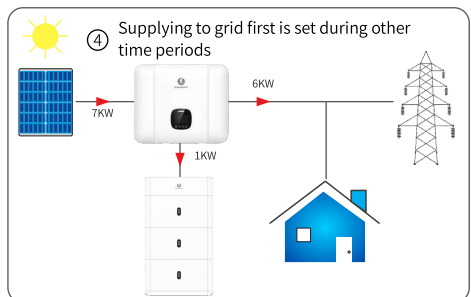 ④ Supplying to grid first is set during other
time periods
6KW
7KW
1KW